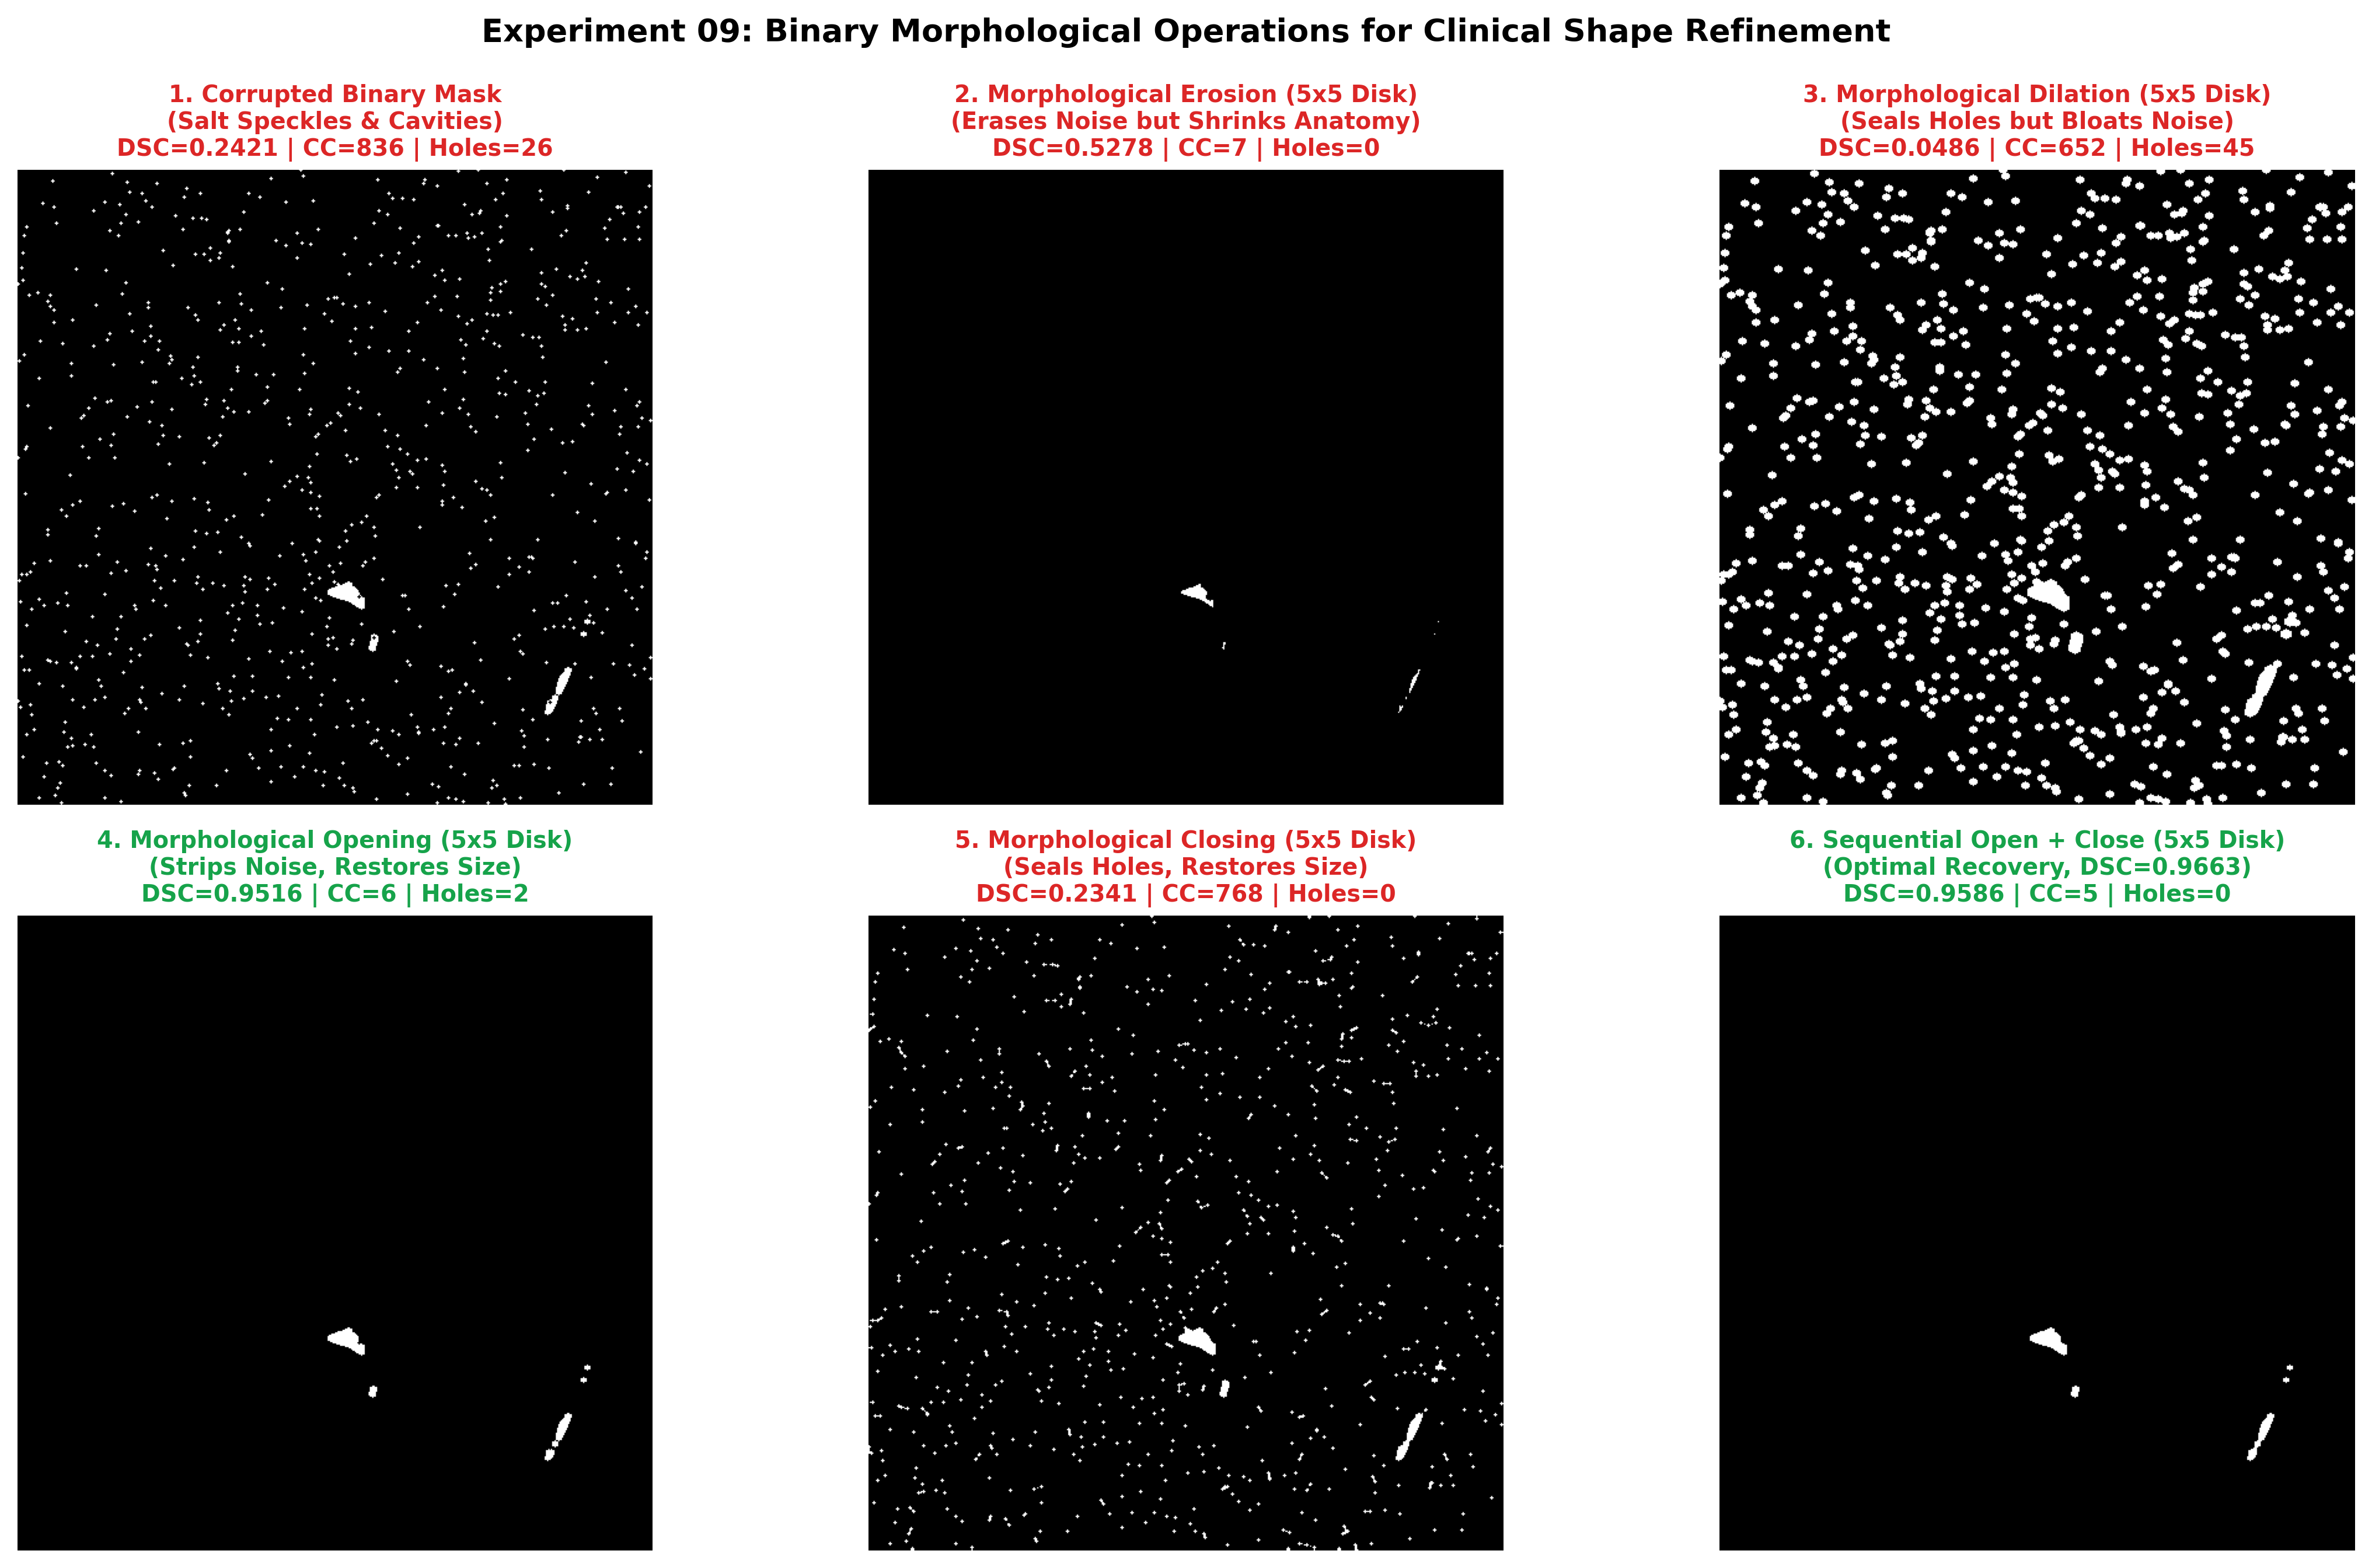 Experiment 09: Binary Morphological Operations for Clinical Shape Refinement
1. Corrupted Binary Mask
(Salt Speckles & Cavities)
DSC=0.2421 | CC=836 | Holes=26
2. Morphological Erosion (5x5 Disk)
(Erases Noise but Shrinks Anatomy)
DSC=0.5278 | CC=7 | Holes=0
3. Morphological Dilation (5x5 Disk)
(Seals Holes but Bloats Noise)
DSC=0.0486 | CC=652 | Holes=45
4. Morphological Opening (5x5 Disk)
(Strips Noise, Restores Size)
DSC=0.9516 | CC=6 | Holes=2
5. Morphological Closing (5x5 Disk)
(Seals Holes, Restores Size)
DSC=0.2341 | CC=768 | Holes=0
6. Sequential Open + Close (5x5 Disk)
(Optimal Recovery, DSC=0.9663)
DSC=0.9586 | CC=5 | Holes=0